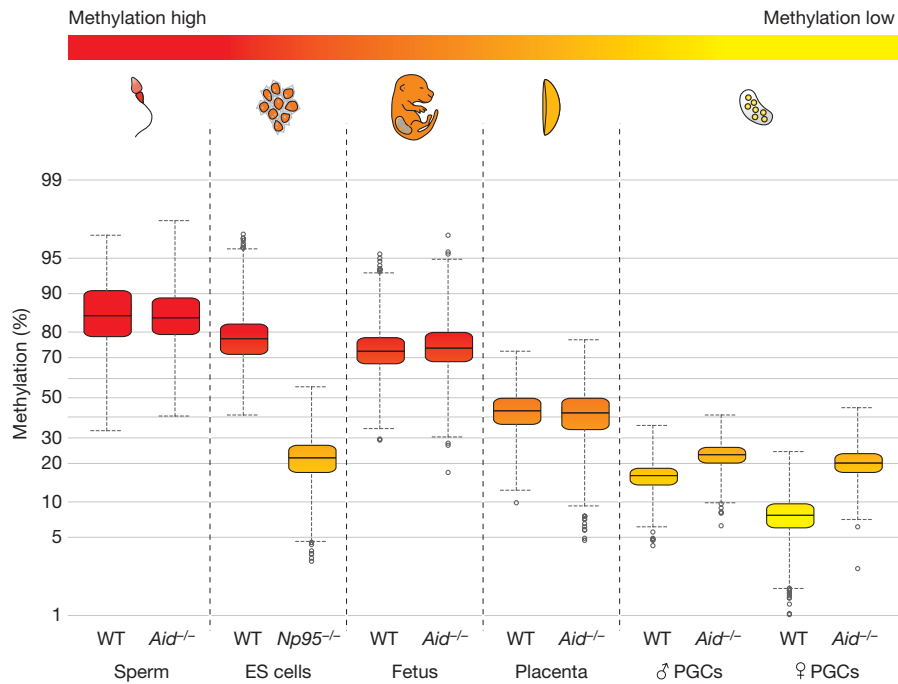 Methylation high
Methylation low
Methylation (%)
99
95
90
80
70
50
30
20
10
5
1
WT Aid–/– WT Np95–/– WT Aid–/– WT Aid–/– WT Aid–/– WT Aid–/–
Sperm ES cells Fetus Placenta ♂ PGCs ♀ PGCs